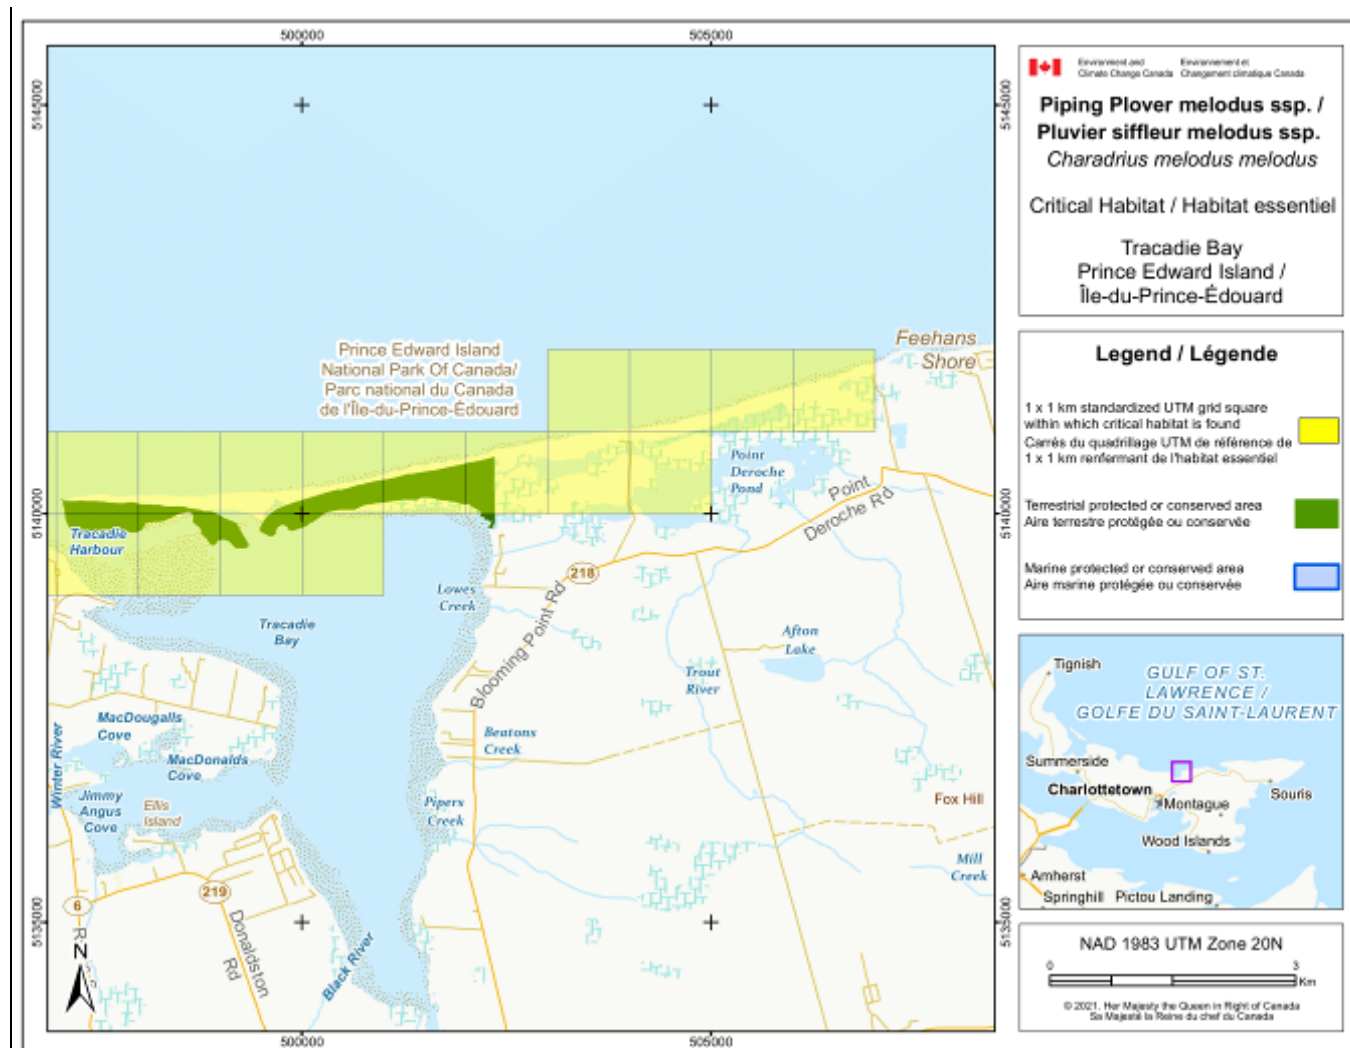 500000
505000
5145000
5145000
Prince Edward Island
National Park Of Canada/
Parc national du Canada
de l'Île-du-Prince-Édouard
Feehans
Shore
Point
Deroche
Pond
Point
Deroche Rd
5140000
5140000
Tracadie
Harbour
218
Lowes
Creek
Blooming Point Rd
Tracadie
Bay
Afton
Lake
Trout
River
MacDougalls
Cove
Winter River
MacDonalds
Cove
Beatons
Creek
Jimmy
Angus
Cove
Ellis
Island
Pipers
Creek
Fox Hill
Mill
Creek
219
6
Donaldston
Rd
Black River
5135000
5135000
N
500000
505000
Environment and
Climate Change Canada
Environnement et
Changement climatique Canada
Piping Plover melodus ssp. /
Pluvier siffleur melodus ssp.
Charadrius melodus melodus
Critical Habitat / Habitat essentiel
Tracadie Bay
Prince Edward Island /
Île-du-Prince-Édouard
Legend / Légende
1 x 1 km standardized UTM grid square
within which critical habitat is found
Carrés du quadrillage UTM de référence de
1 x 1 km renfermant de l'habitat essentiel
Terrestrial protected or conserved area
Aire terrestre protégée ou conservée
Marine protected or conserved area
Aire marine protégée ou conservée
Tignish
GULF OF ST.
LAWRENCE /
GOLFE DU SAINT-LAURENT
Summerside
Charlottetown
Montague
Souris
Wood Islands
Amherst
Springhill
Pictou Landing
NAD 1983 UTM Zone 20N
0
3
Km
© 2021, Her Majesty the Queen in Right of Canada
Sa Majesté la Reine du chef du Canada